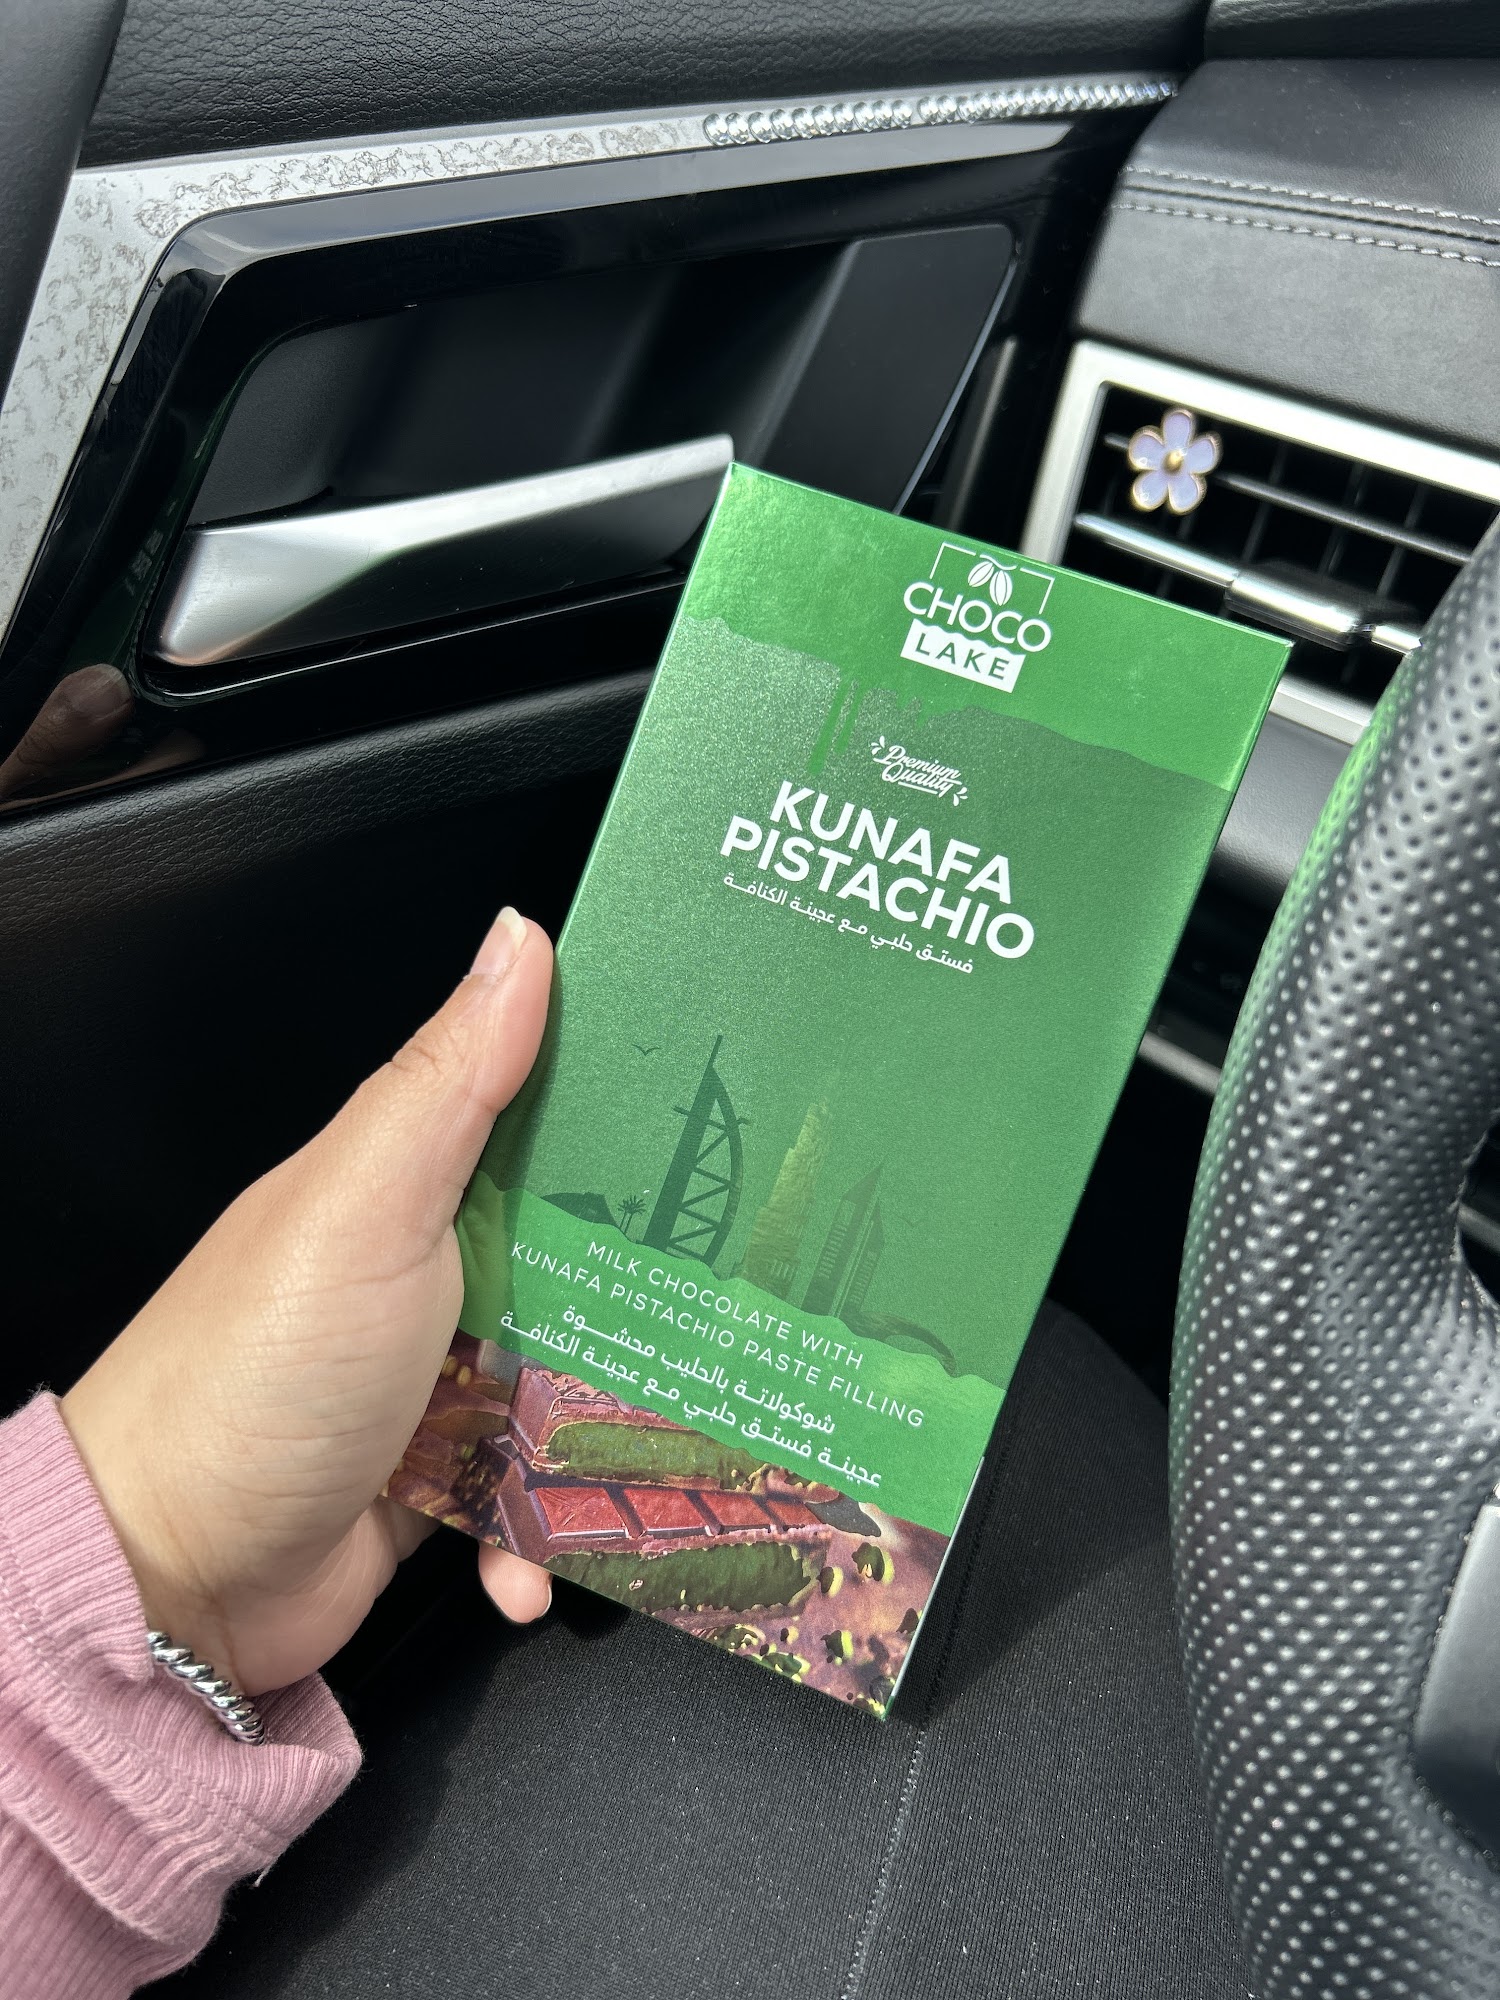 CHOCO
LAKE
Premium
Quality
KUNAFA
PISTACHIO
فستق حلبي مع عجينة الكنافة
MILK CHOCOLATE WITH
KUNAFA PISTACHIO PASTE FILLING
شوكولاتة بالحليب محشوة
عجينة فستق حلبي مع عجينة الكنافة